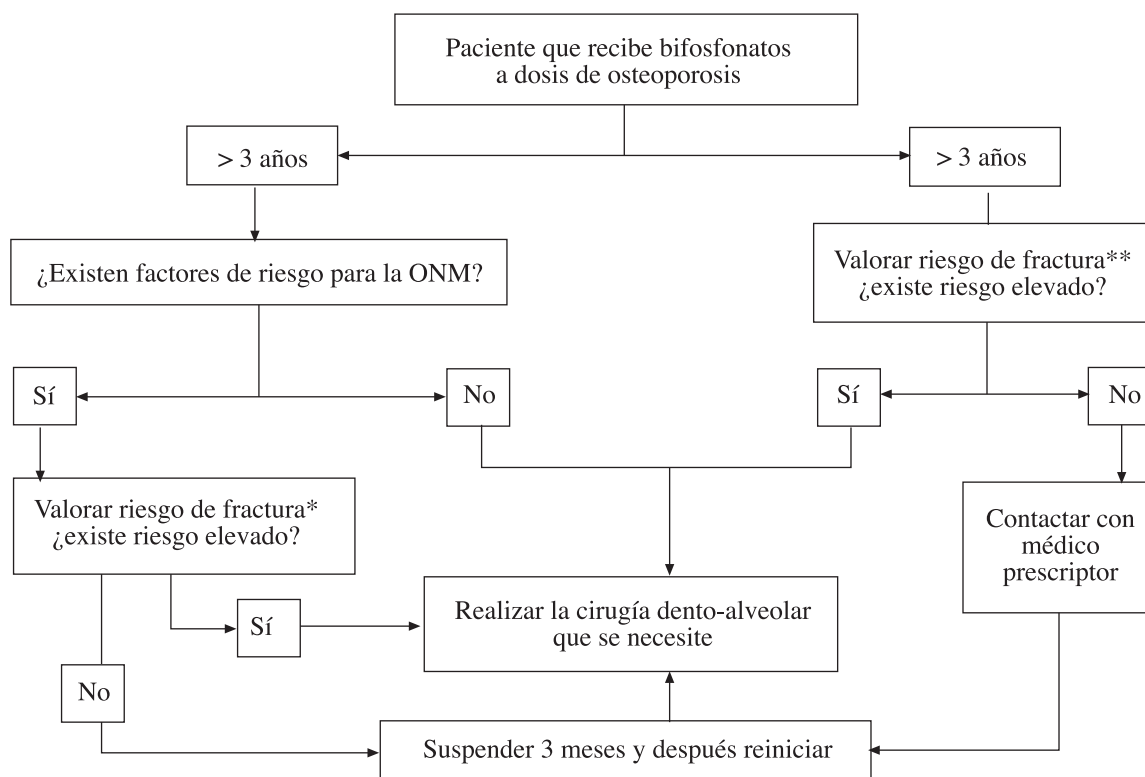 Paciente que recibe bifosfonatos
a dosis de osteoporosis
> 3 años
> 3 años
¿Existen factores de riesgo para la ONM?
Valorar riesgo de fractura**
¿existe riesgo elevado?
Sí
No
Sí
No
Valorar riesgo de fractura*
¿existe riesgo elevado?
Contactar con
médico
prescriptor
Realizar la cirugía dento-alveolar
que se necesite
Sí
No
Suspender 3 meses y después reiniciar